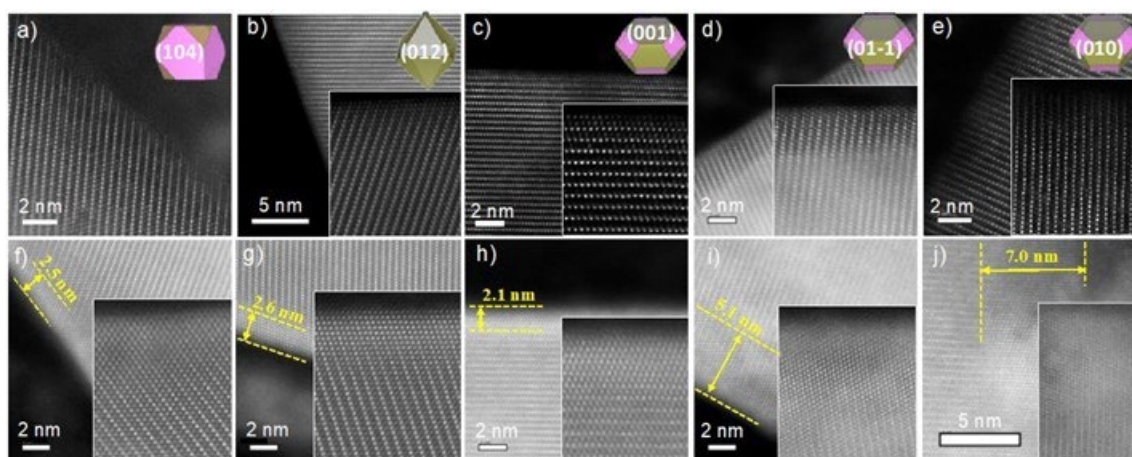 a)
(104)
2 nm
b)
(012)
5 nm
c)
(001)
2 nm
d)
(01-1)
2 nm
e)
(010)
2 nm
f)
2.5 nm
2 nm
g)
2.6 nm
2 nm
h)
2.1 nm
2 nm
i)
5.1 nm
2 nm
j)
7.0 nm
5 nm